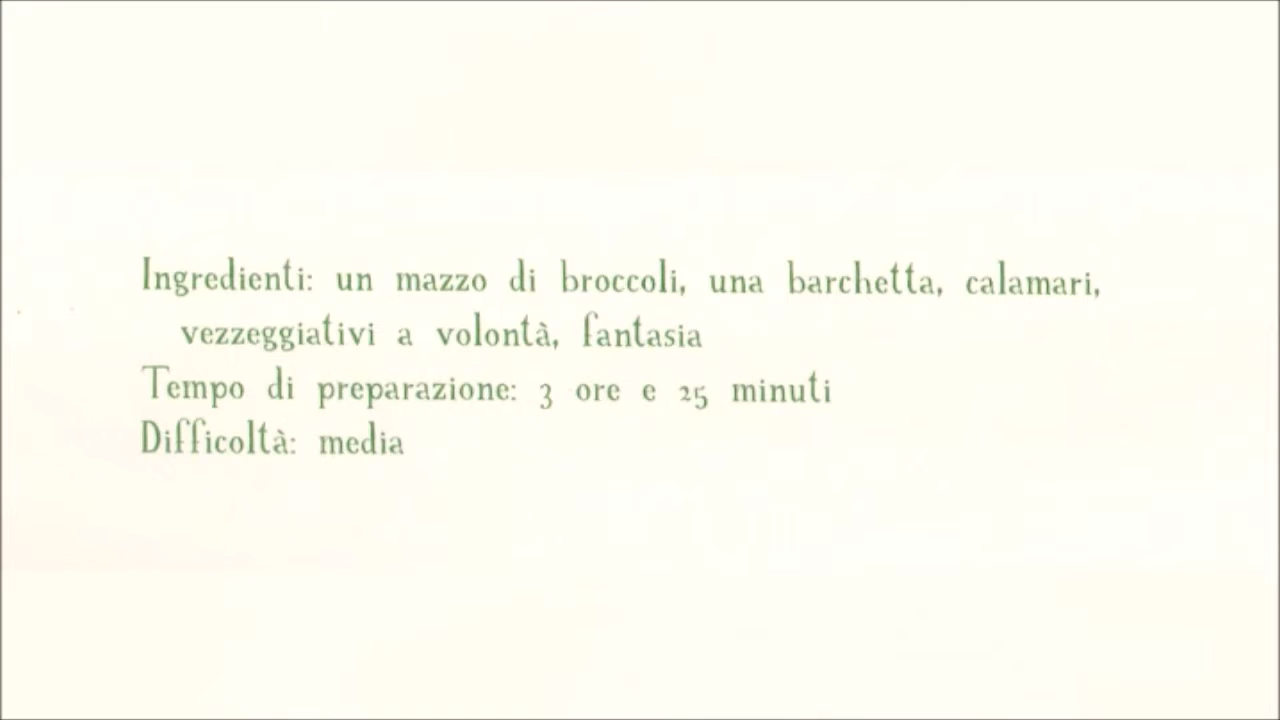 Ingredienti: un mazzo di broccoli, una barchetta, calamari,
vezzeggiativi a volontà, fantasia
Tempo di preparazione: 3 ore e 25 minuti
Difficoltà: media